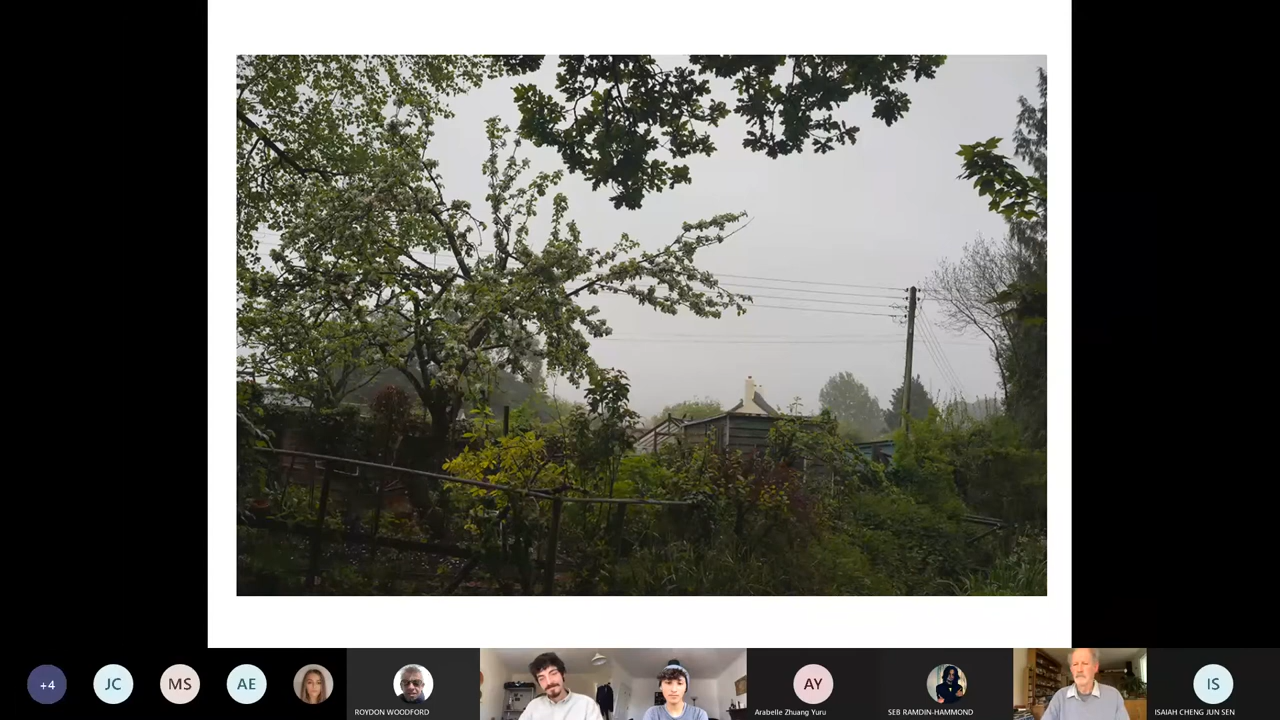 +4
JC
MS
AE
ROYDON WOODFORD
AY
Arabelle Zhuang Yuru
SEB RAMDIN-HAMMOND
IS
ISAIAH CHENG JUN SEN